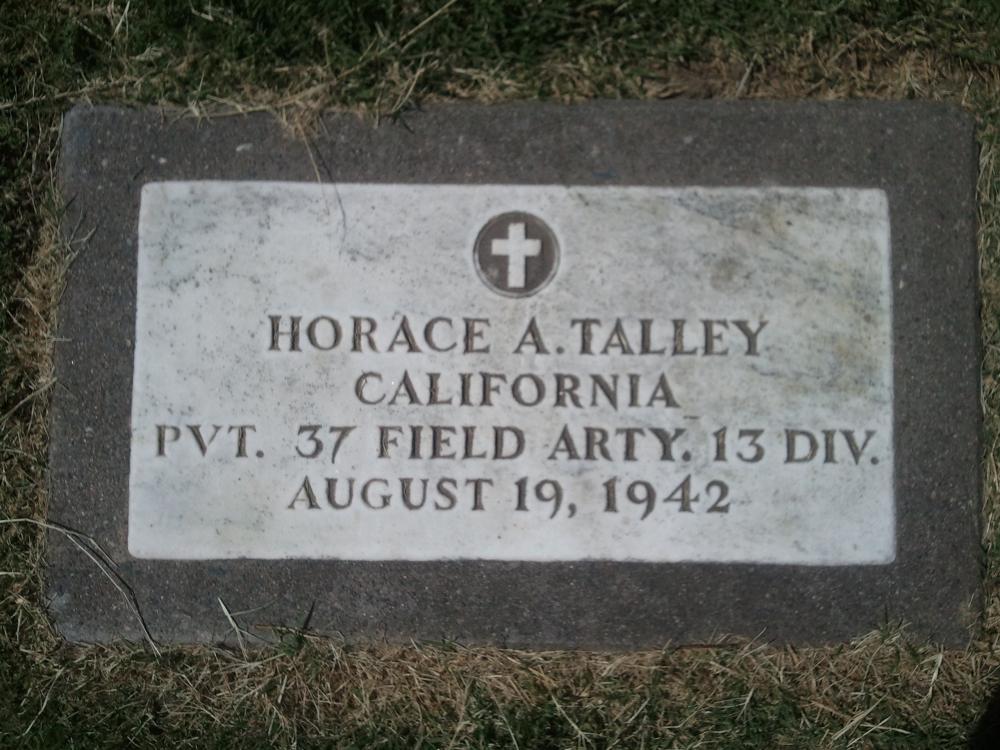 HORACE A. TALLEY
CALIFORNIA
PVT. 37 FIELD ARTY. 13 DIV.
AUGUST 19, 1942